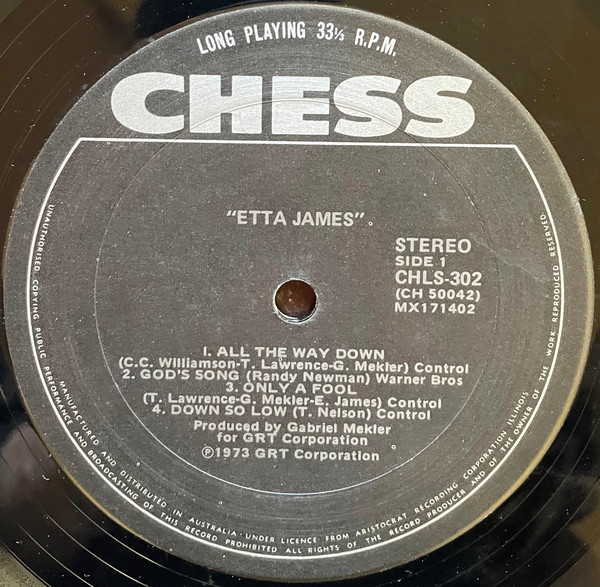 LONG PLAYING 33⅓ R.P.M.
CHESS
"ETTA JAMES".
STEREO
SIDE 1
CHLS-302
(CH 50042)
MX171402
1. ALL THE WAY DOWN
(C.C. Williamson-T. Lawrence-G. Mekler) Control
2. GOD'S SONG (Randy Newman) Warner Bros
3. ONLY A FOOL
(T. Lawrence-G. Mekler-E. James) Control
4. DOWN SO LOW (T. Nelson) Control
Produced by Gabriel Mekler
for GRT Corporation
℗1973 GRT Corporation
MANUFACTURED AND DISTRIBUTED IN AUSTRALIA · UNDER LICENCE FROM ARISTOCRAT RECORDING CORPORATION ILLINOIS
UNAUTHORISED COPYING PUBLIC PERFORMANCE AND BROADCASTING OF THIS RECORD PROHIBITED ALL RIGHTS OF THE RECORD PRODUCER AND OF THE OWNER OF THE WORK REPRODUCED RESERVED.